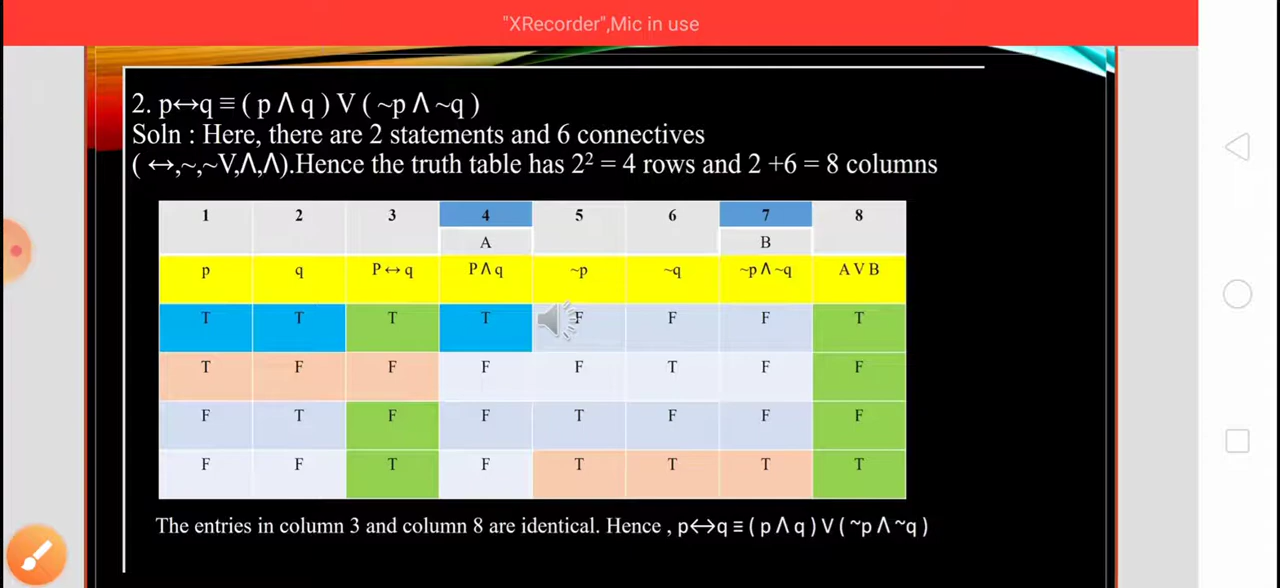 "XRecorder",Mic in use
2. p↔q ≡ ( p Λ q ) V ( ~p Λ ~q )
Soln : Here, there are 2 statements and 6 connectives
( ↔,~,~V,Λ,Λ).Hence the truth table has 2² = 4 rows and 2 +6 = 8 columns
1 2 3 4 5 6 7 8
A B
p q P ↔ q P Λ q ~p ~q ~p Λ ~q A V B
T T T T F F F T
T F F F F T F F
F T F F T F F F
F F T F T T T T
The entries in column 3 and column 8 are identical. Hence , p↔q ≡ ( p Λ q ) V ( ~p Λ ~q )